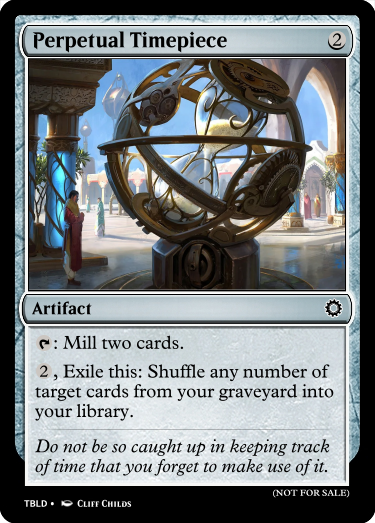 Perpetual Timepiece 2
Artifact
: Mill two cards.
2, Exile this: Shuffle any number of
target cards from your graveyard into
your library.
Do not be so caught up in keeping track
of time that you forget to make use of it.
(NOT FOR SALE)
TBLD • Cliff Childs